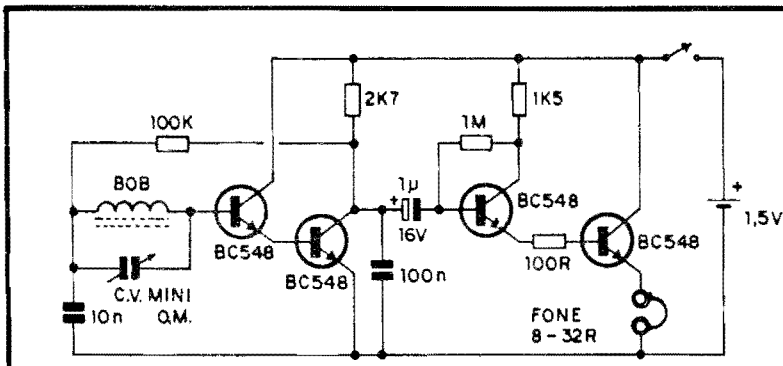 100K
BOB
C.V. MINI
O.M.
10n
BC548
BC548
2K7
1µ
+
16V
100n
1M
1K5
BC548
100R
BC548
FONE
8-32R
+
1,5V